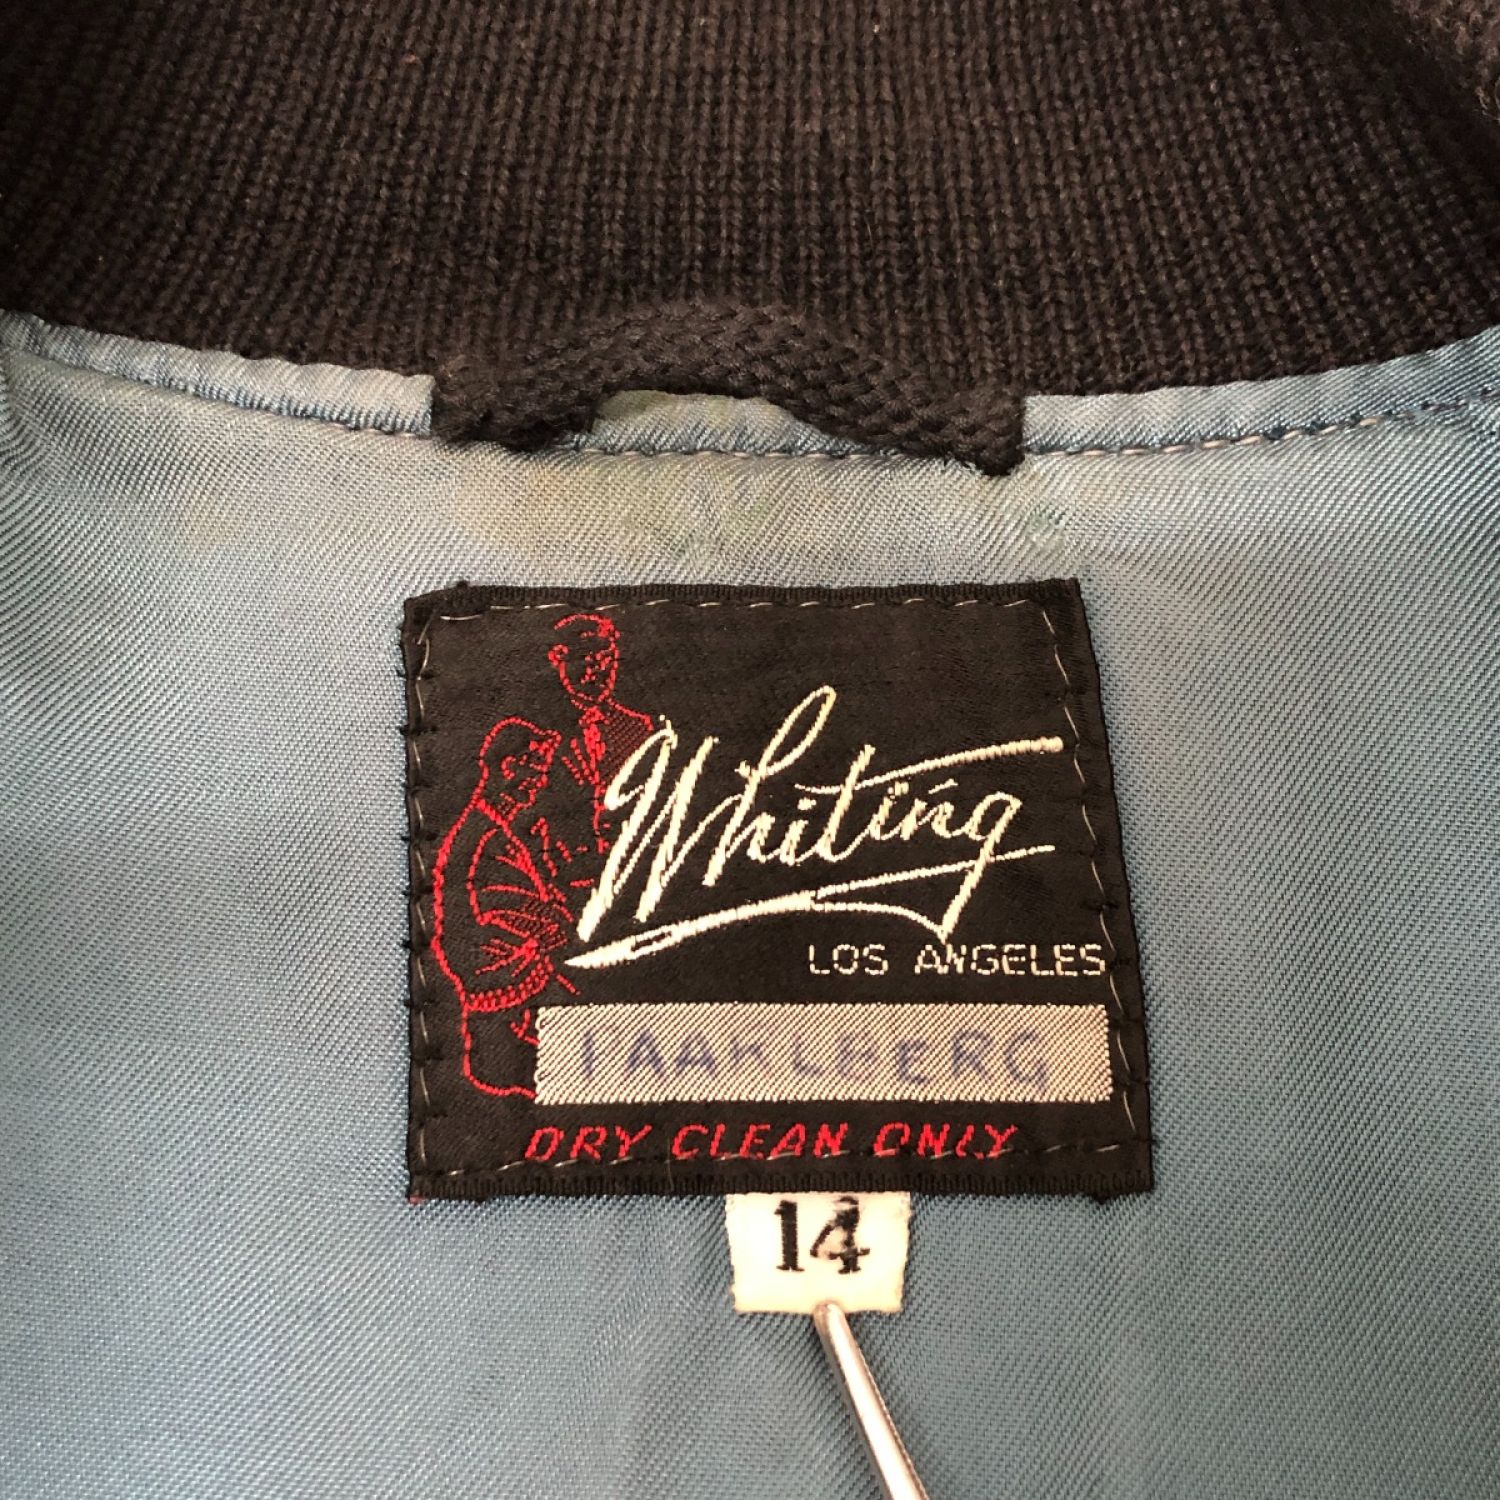 Whiting
LOS ANGELES
DRY CLEAN ONLY
14